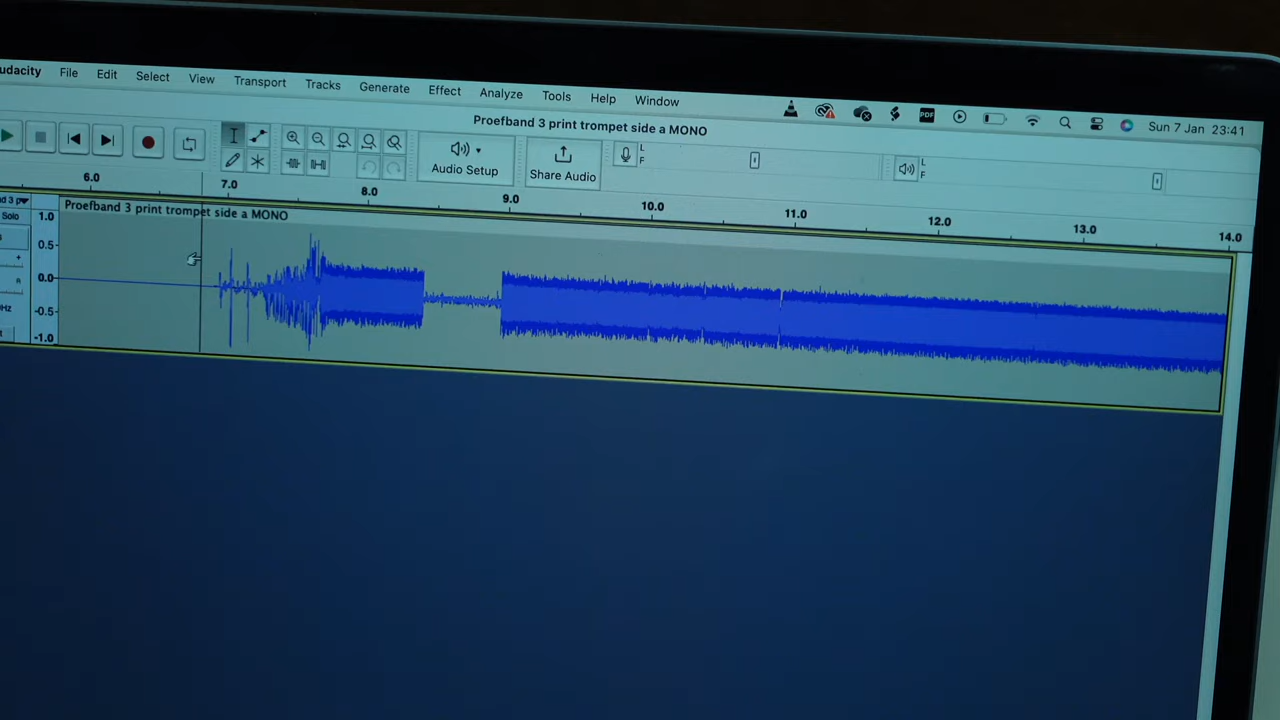 udacity File Edit Select View Transport Tracks Generate Effect Analyze Tools Help Window
PDF Sun 7 Jan 23:41
Proefband 3 print trompet side a MONO
Audio Setup
Share Audio
L
F
L
F
6.0 7.0 8.0 9.0 10.0 11.0 12.0 13.0 14.0
Proefband 3 print trompet side a MONO
Solo
1.0
0.5
0.0
-0.5
-1.0